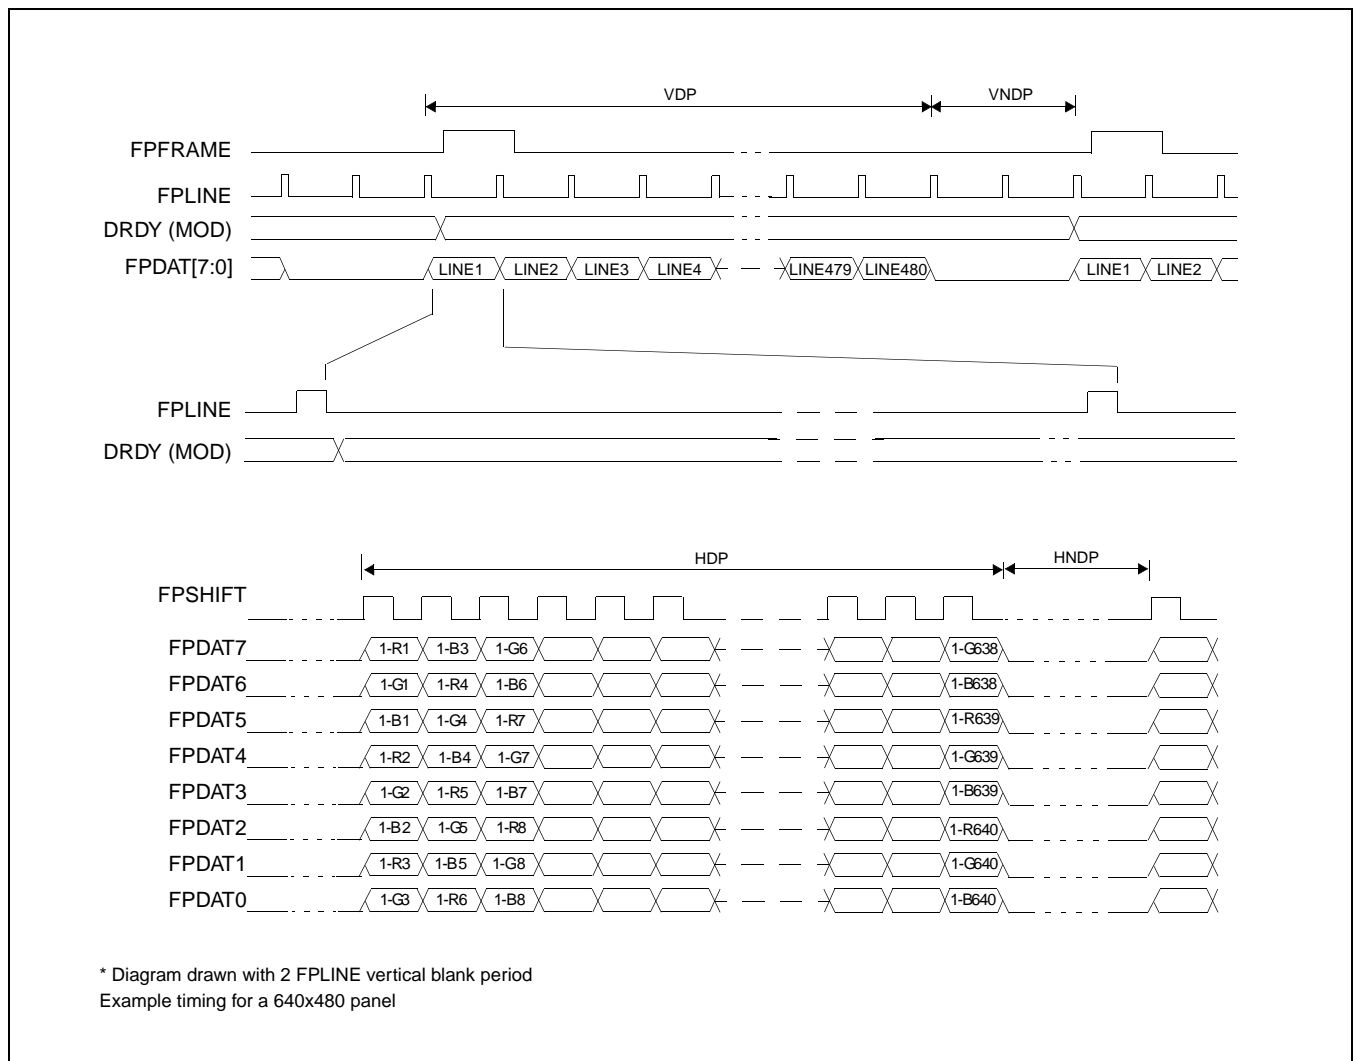 VDP VNDP
FPFRAME
FPLINE
DRDY (MOD)
FPDAT[7:0] LINE1 LINE2 LINE3 LINE4 LINE479 LINE480 LINE1 LINE2
FPLINE
DRDY (MOD)
HDP HNDP
FPSHIFT
FPDAT7 1-R1 1-B3 1-G6 1-G638
FPDAT6 1-G1 1-R4 1-B6 1-B638
FPDAT5 1-B1 1-G4 1-R7 1-R639
FPDAT4 1-R2 1-B4 1-G7 1-G639
FPDAT3 1-G2 1-R5 1-B7 1-B639
FPDAT2 1-B2 1-G5 1-R8 1-R640
FPDAT1 1-R3 1-B5 1-G8 1-G640
FPDAT0 1-G3 1-R6 1-B8 1-B640
* Diagram drawn with 2 FPLINE vertical blank period
Example timing for a 640x480 panel